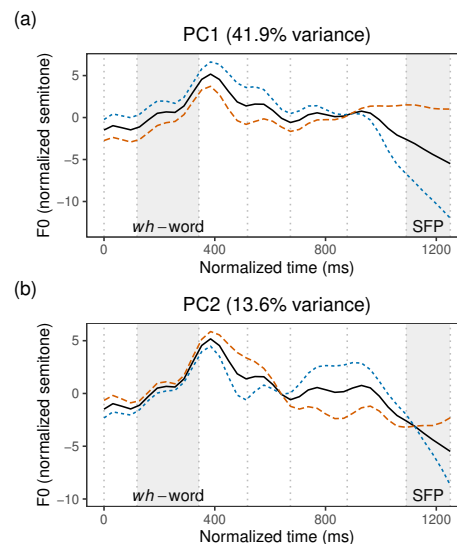 (a)
PC1 (41.9% variance)
F0 (normalized semitone)
5
0
−5
−10
wh−word
SFP
0
400
800
1200
Normalized time (ms)
(b)
PC2 (13.6% variance)
F0 (normalized semitone)
5
0
−5
−10
wh−word
SFP
0
400
800
1200
Normalized time (ms)